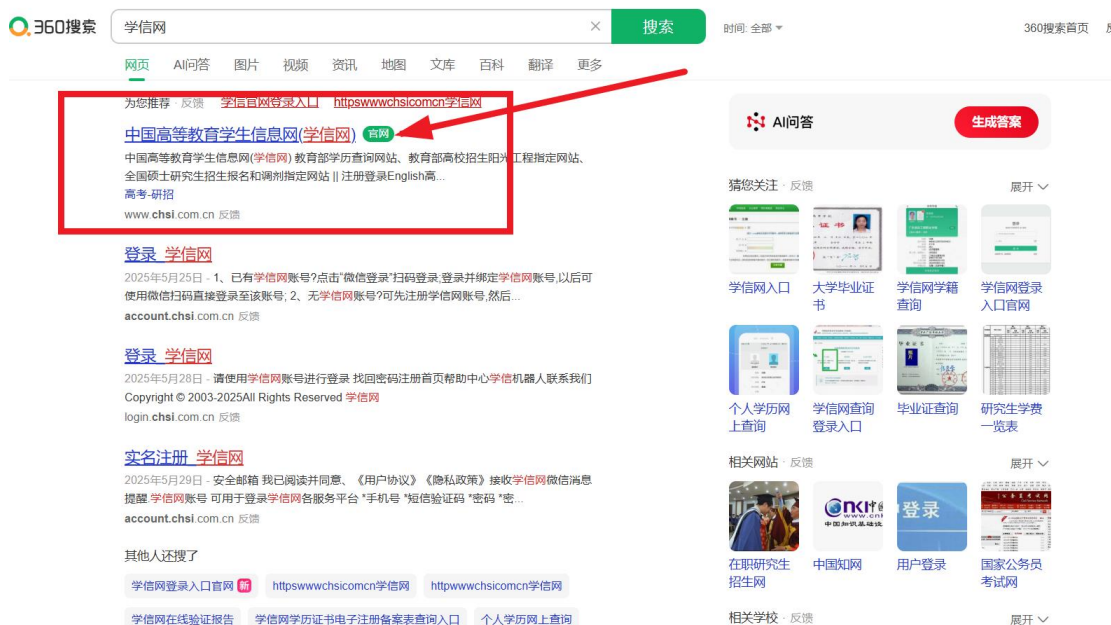 360搜索
学信网
×
搜索
时间: 全部
360搜索首页
网页 AI问答 图片 视频 资讯 地图 文库 百科 翻译 更多
为您推荐 · 反馈 学信官网登录入口 httpswwwchsicomcn学信网
中国高等教育学生信息网(学信网) 官网
中国高等教育学生信息网(学信网) 教育部学历查询网站、教育部高校招生阳光工程指定网站、
全国硕士研究生招生报名和调剂指定网站 || 注册登录English高...
高考-研招
www.chsi.com.cn 反馈
登录_学信网
2025年5月25日 - 1、已有学信网账号?点击“微信登录”扫码登录;登录并绑定学信网账号,以后可
使用微信扫码直接登录至该账号; 2、无学信网账号?可先注册学信网账号,然后...
account.chsi.com.cn 反馈
登录_学信网
2025年5月28日 - 请使用学信网账号进行登录 找回密码注册首页帮助中心学信机器人联系我们
Copyright © 2003-2025All Rights Reserved 学信网
login.chsi.com.cn 反馈
实名注册_学信网
2025年5月29日 - 安全邮箱 我已阅读并同意、《用户协议》《隐私政策》接收学信网微信消息
提醒 学信网账号 可用于登录学信网各服务平台 *手机号 *短信验证码 *密码 *密...
account.chsi.com.cn 反馈
其他人还搜了
学信网登录入口官网 新 httpswwwchsicomcn学信网 httpwwwchsicomcn学信网
学信网在线验证报告 学信网学历证书电子注册备案表查询入口 个人学历网上查询
AI问答
生成答案
猜您关注 · 反馈 展开
学信网入口
大学毕业证
书
学信网学籍
查询
学信网登录
入口官网
个人学历网
上查询
学信网查询
登录入口
毕业证查询
研究生学费
一览表
相关网站 · 反馈 展开
登录
在职研究生
招生网
中国知网
用户登录
国家公务员
考试网
相关学校 · 反馈 展开